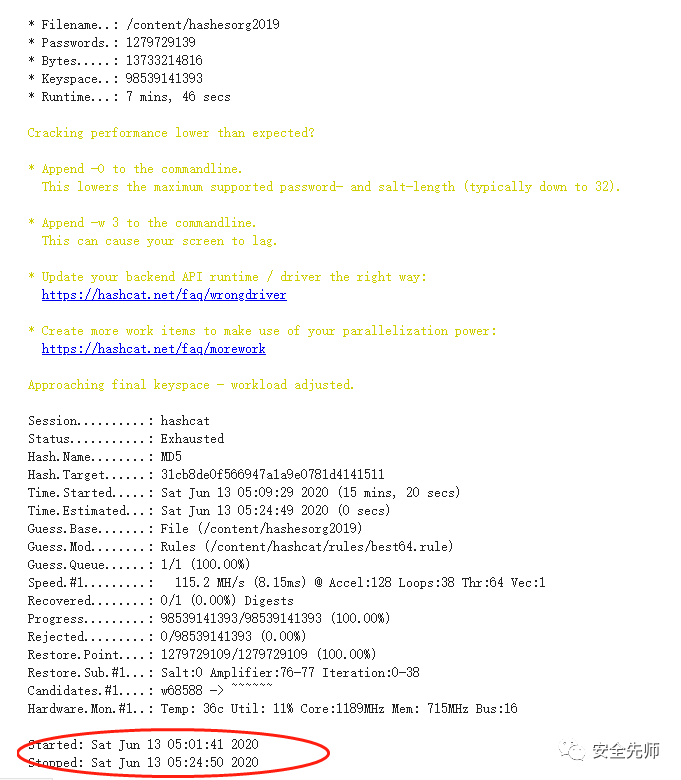 * Filename..: /content/hashesorg2019
* Passwords.: 1279729139
* Bytes.....: 13733214816
* Keyspace..: 98539141393
* Runtime...: 7 mins, 46 secs
Cracking performance lower than expected?
* Append -O to the commandline.
This lowers the maximum supported password- and salt-length (typically down to 32).
* Append -w 3 to the commandline.
This can cause your screen to lag.
* Update your backend API runtime / driver the right way:
https://hashcat.net/faq/wrongdriver
* Create more work items to make use of your parallelization power:
https://hashcat.net/faq/morework
Approaching final keyspace - workload adjusted.
Session..........: hashcat
Status...........: Exhausted
Hash.Name........: MD5
Hash.Target......: 31cb8de0f566947a1a9e0781d4141511
Time.Started.....: Sat Jun 13 05:09:29 2020 (15 mins, 20 secs)
Time.Estimated...: Sat Jun 13 05:24:49 2020 (0 secs)
Guess.Base.......: File (/content/hashesorg2019)
Guess.Mod........: Rules (/content/hashcat/rules/best64.rule)
Guess.Queue......: 1/1 (100.00%)
Speed.#1.........:   115.2 MH/s (8.15ms) @ Accel:128 Loops:38 Thr:64 Vec:1
Recovered........: 0/1 (0.00%) Digests
Progress.........: 98539141393/98539141393 (100.00%)
Rejected.........: 0/98539141393 (0.00%)
Restore.Point....: 1279729109/1279729109 (100.00%)
Restore.Sub.#1...: Salt:0 Amplifier:76-77 Iteration:0-38
Candidates.#1....: w68588 -> ~~~~~~
Hardware.Mon.#1..: Temp: 36c Util: 11% Core:1189MHz Mem: 715MHz Bus:16
Started: Sat Jun 13 05:01:41 2020
Stopped: Sat Jun 13 05:24:50 2020
安全先师